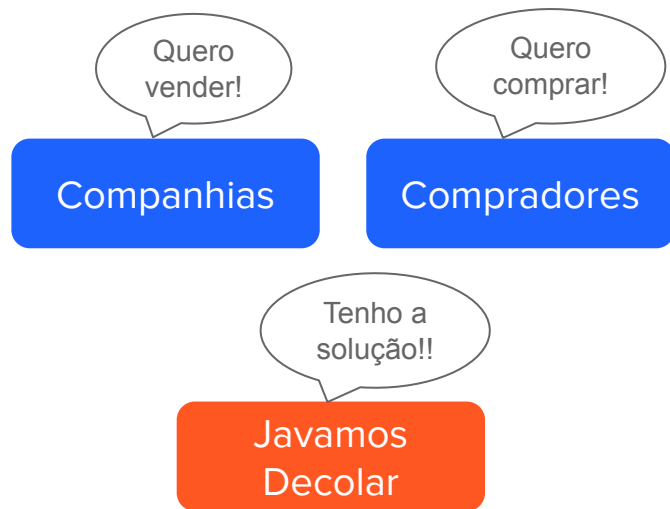 Quero
vender!
Quero
comprar!
Companhias
Compradores
Tenho a
solução!!
Javamos
Decolar